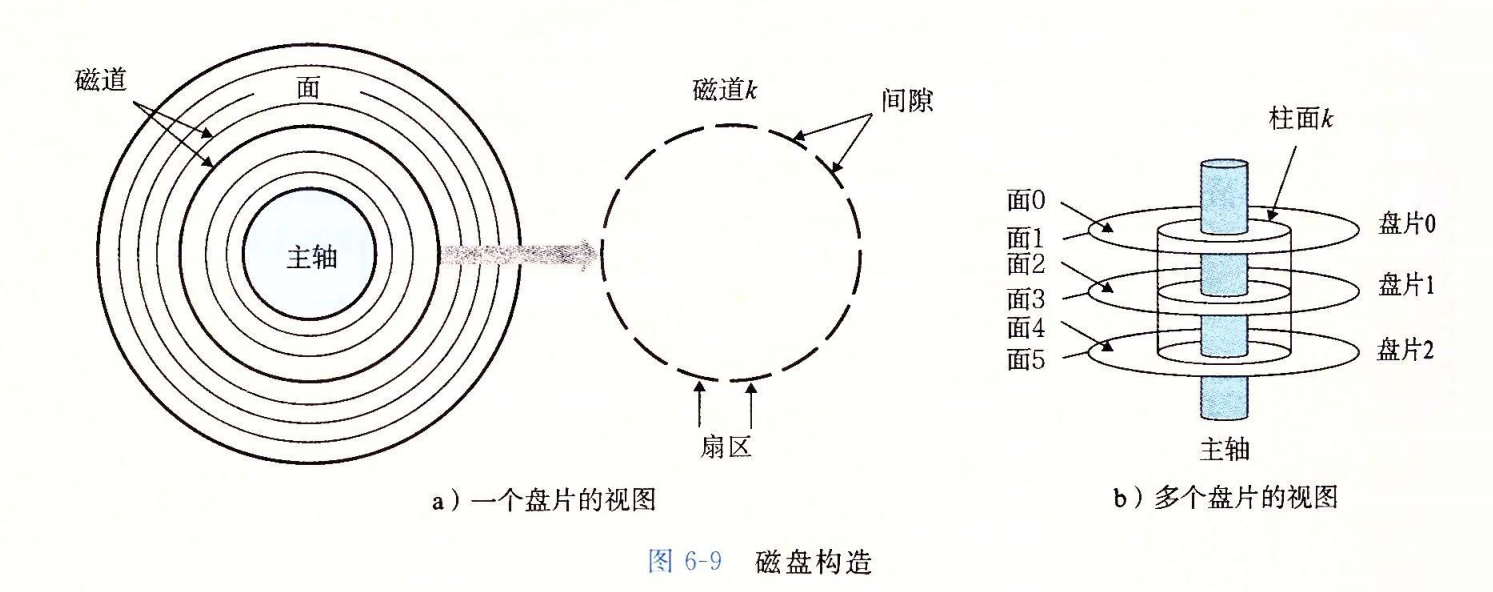 磁道
面
主轴
磁道k
间隙
扇区
a）一个盘片的视图
柱面k
面0
面1
面2
面3
面4
面5
盘片0
盘片1
盘片2
主轴
b）多个盘片的视图
图 6-9 磁盘构造